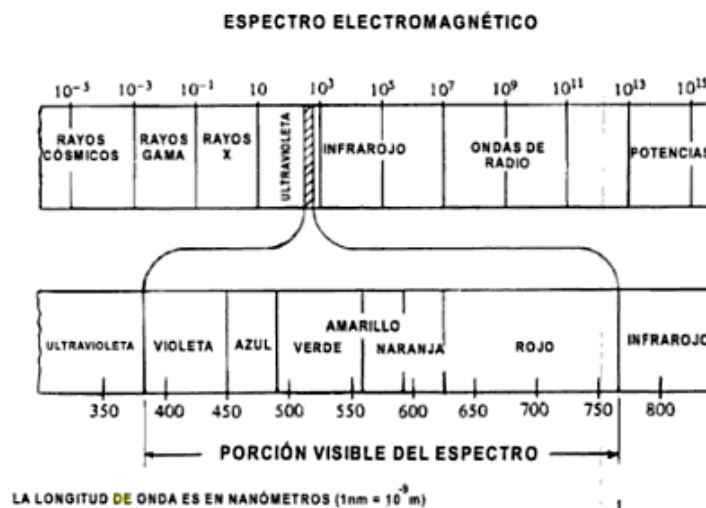 ESPECTRO ELECTROMAGNÉTICO
10⁻⁵ 10⁻³ 10⁻¹ 10 10³ 10⁵ 10⁷ 10⁹ 10¹¹ 10¹³ 10¹⁵
RAYOS CÓSMICOS
RAYOS GAMA
RAYOS X
ULTRAVIOLETA
INFRAROJO
ONDAS DE RADIO
POTENCIAS
ULTRAVIOLETA VIOLETA AZUL VERDE AMARILLO NARANJA ROJO INFRAROJO
350 400 450 500 550 600 650 700 750 800
PORCIÓN VISIBLE DEL ESPECTRO
LA LONGITUD DE ONDA ES EN NANÓMETROS (1nm = 10⁻⁹ m)